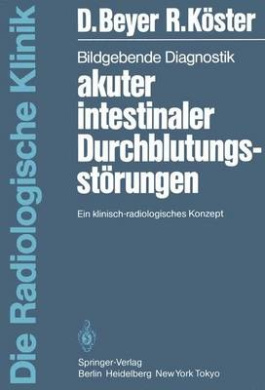 Die Radiologische Klinik
D. Beyer R. Köster
Bildgebende Diagnostik
akuter
intestinaler
Durchblutungs-
störungen
Ein klinisch-radiologisches Konzept
Springer-Verlag
Berlin Heidelberg New York Tokyo